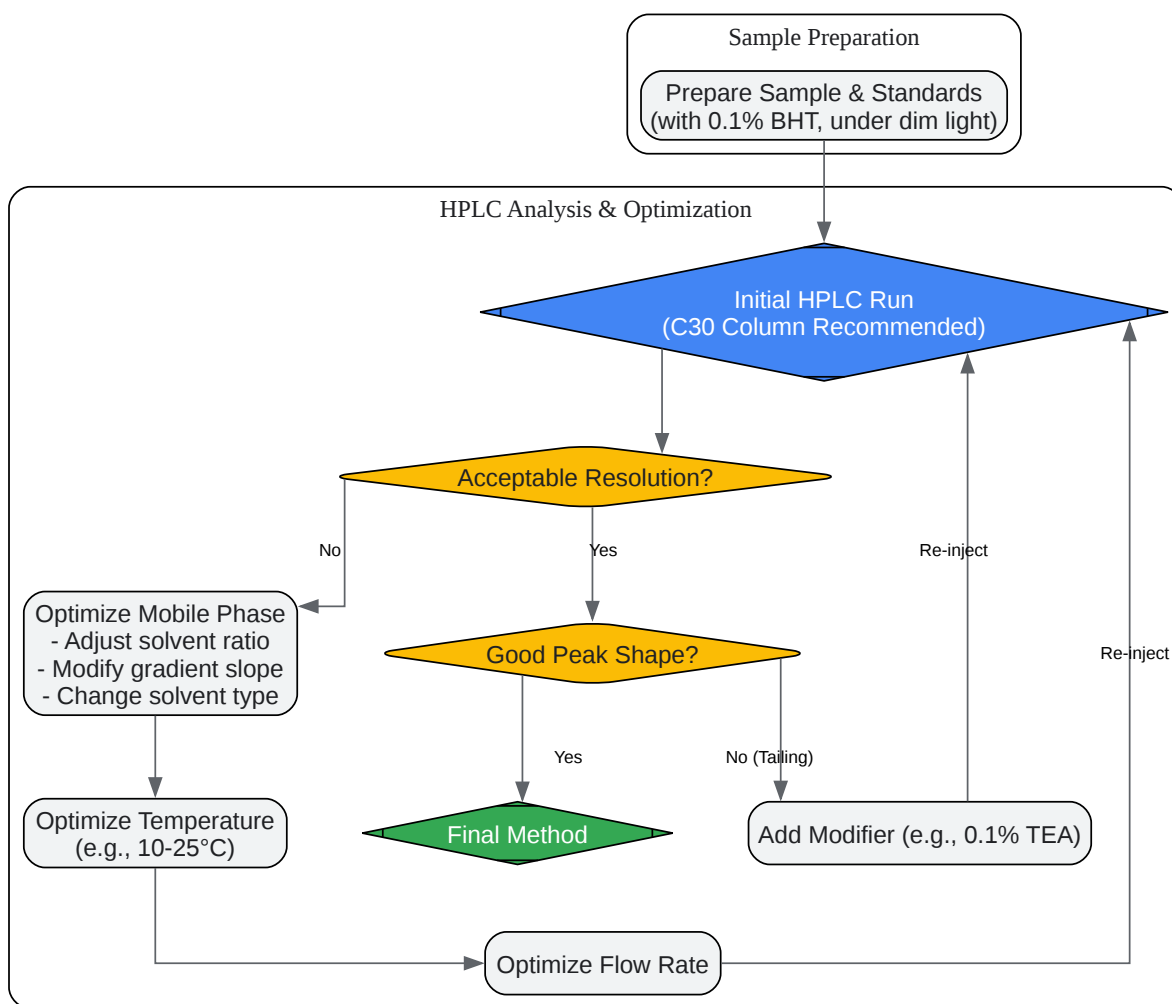 Sample Preparation
Prepare Sample & Standards
(with 0.1% BHT, under dim light)
HPLC Analysis & Optimization
Initial HPLC Run
(C30 Column Recommended)
Acceptable Resolution?
No
Yes
Re-inject
Optimize Mobile Phase
- Adjust solvent ratio
- Modify gradient slope
- Change solvent type
Good Peak Shape?
Re-inject
Yes
No (Tailing)
Optimize Temperature
(e.g., 10-25°C)
Final Method
Add Modifier (e.g., 0.1% TEA)
Optimize Flow Rate